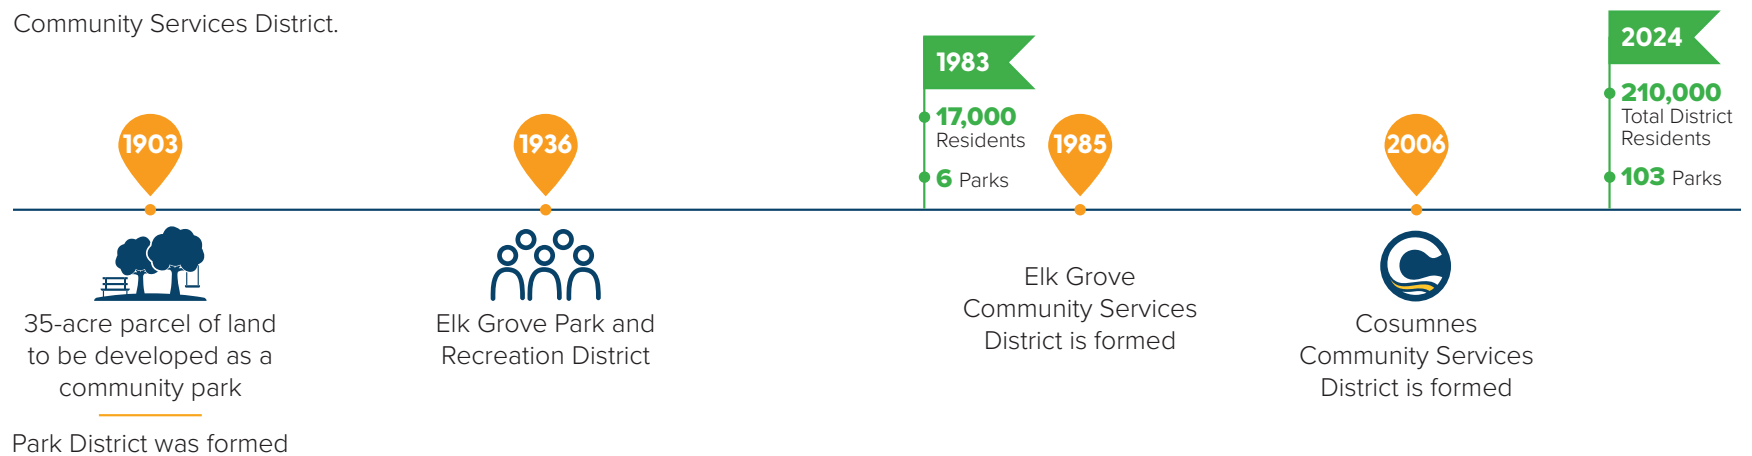 Community Services District.
1903
35-acre parcel of land
to be developed as a
community park
Park District was formed
1936
Elk Grove Park and
Recreation District
1983
17,000
Residents
6 Parks
1985
Elk Grove
Community Services
District is formed
2006
Cosumnes
Community Services
District is formed
2024
210,000
Total District
Residents
103 Parks